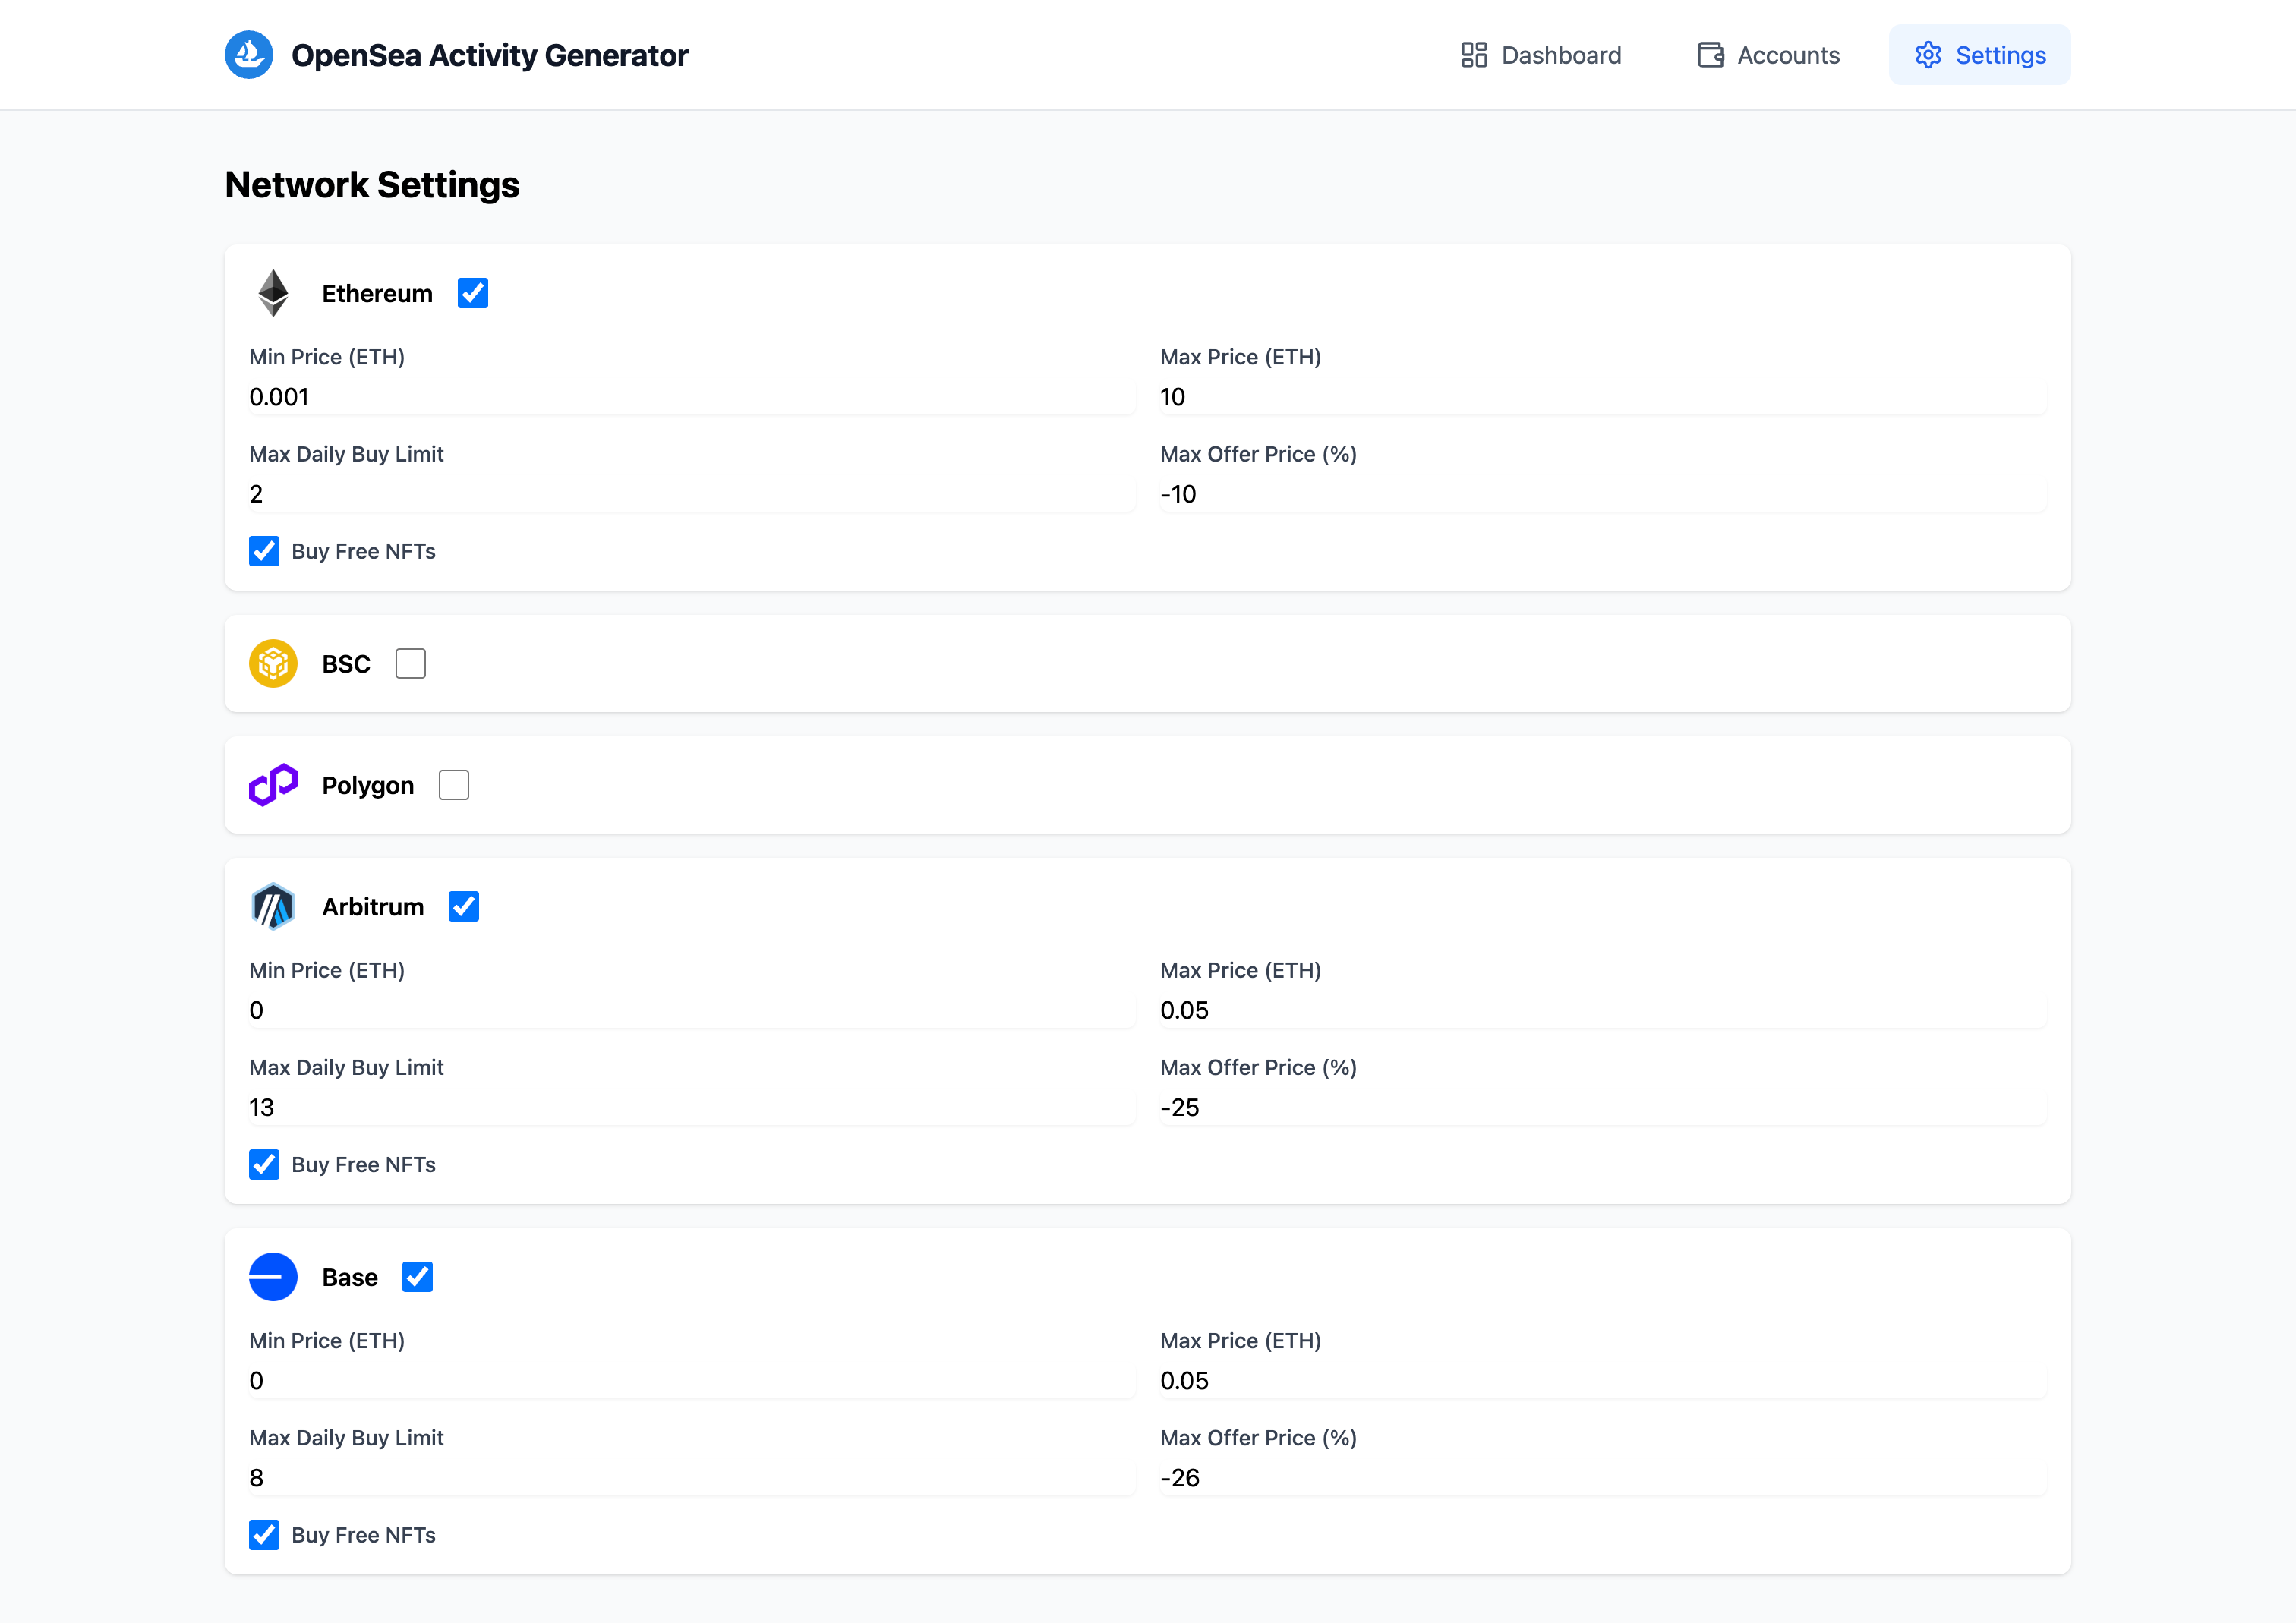 OpenSea Activity Generator
Dashboard
Accounts
Settings
Network Settings
Ethereum
Min Price (ETH)
Max Price (ETH)
0.001
10
Max Daily Buy Limit
Max Offer Price (%)
2
-10
Buy Free NFTs
BSC
Polygon
Arbitrum
Min Price (ETH)
Max Price (ETH)
0
0.05
Max Daily Buy Limit
Max Offer Price (%)
13
-25
Buy Free NFTs
Base
Min Price (ETH)
Max Price (ETH)
0
0.05
Max Daily Buy Limit
Max Offer Price (%)
8
-26
Buy Free NFTs